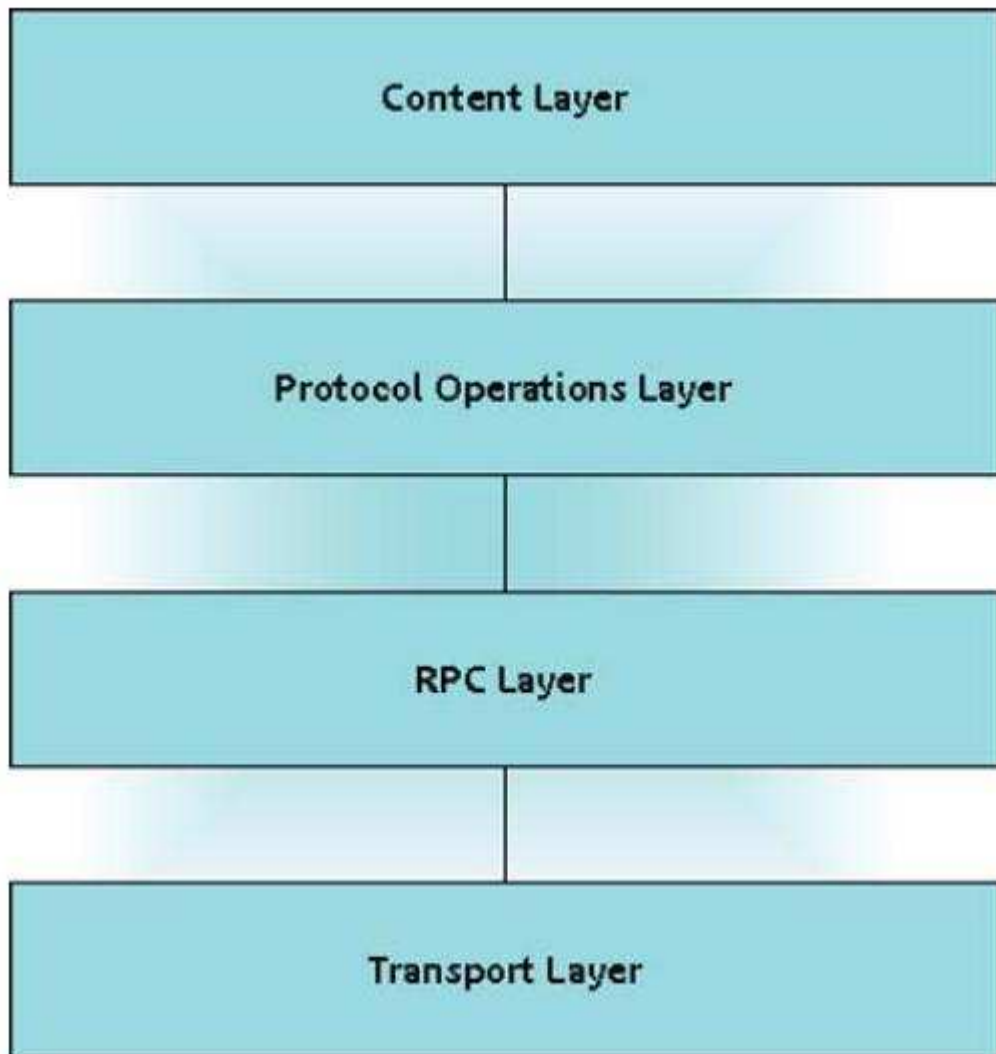 Content Layer
Protocol Operations Layer
RPC Layer
Transport Layer